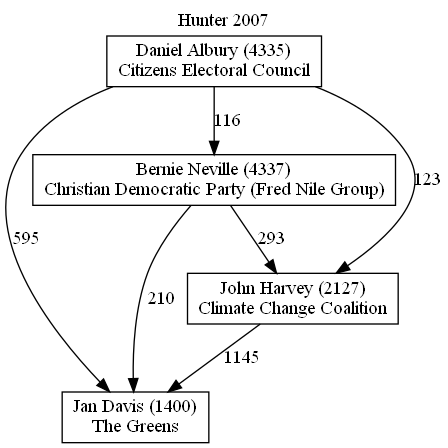 Hunter 2007
Daniel Albury (4335)
Citizens Electoral Council
116
Bernie Neville (4337)
Christian Democratic Party (Fred Nile Group)
123
595
293
210
John Harvey (2127)
Climate Change Coalition
1145
Jan Davis (1400)
The Greens